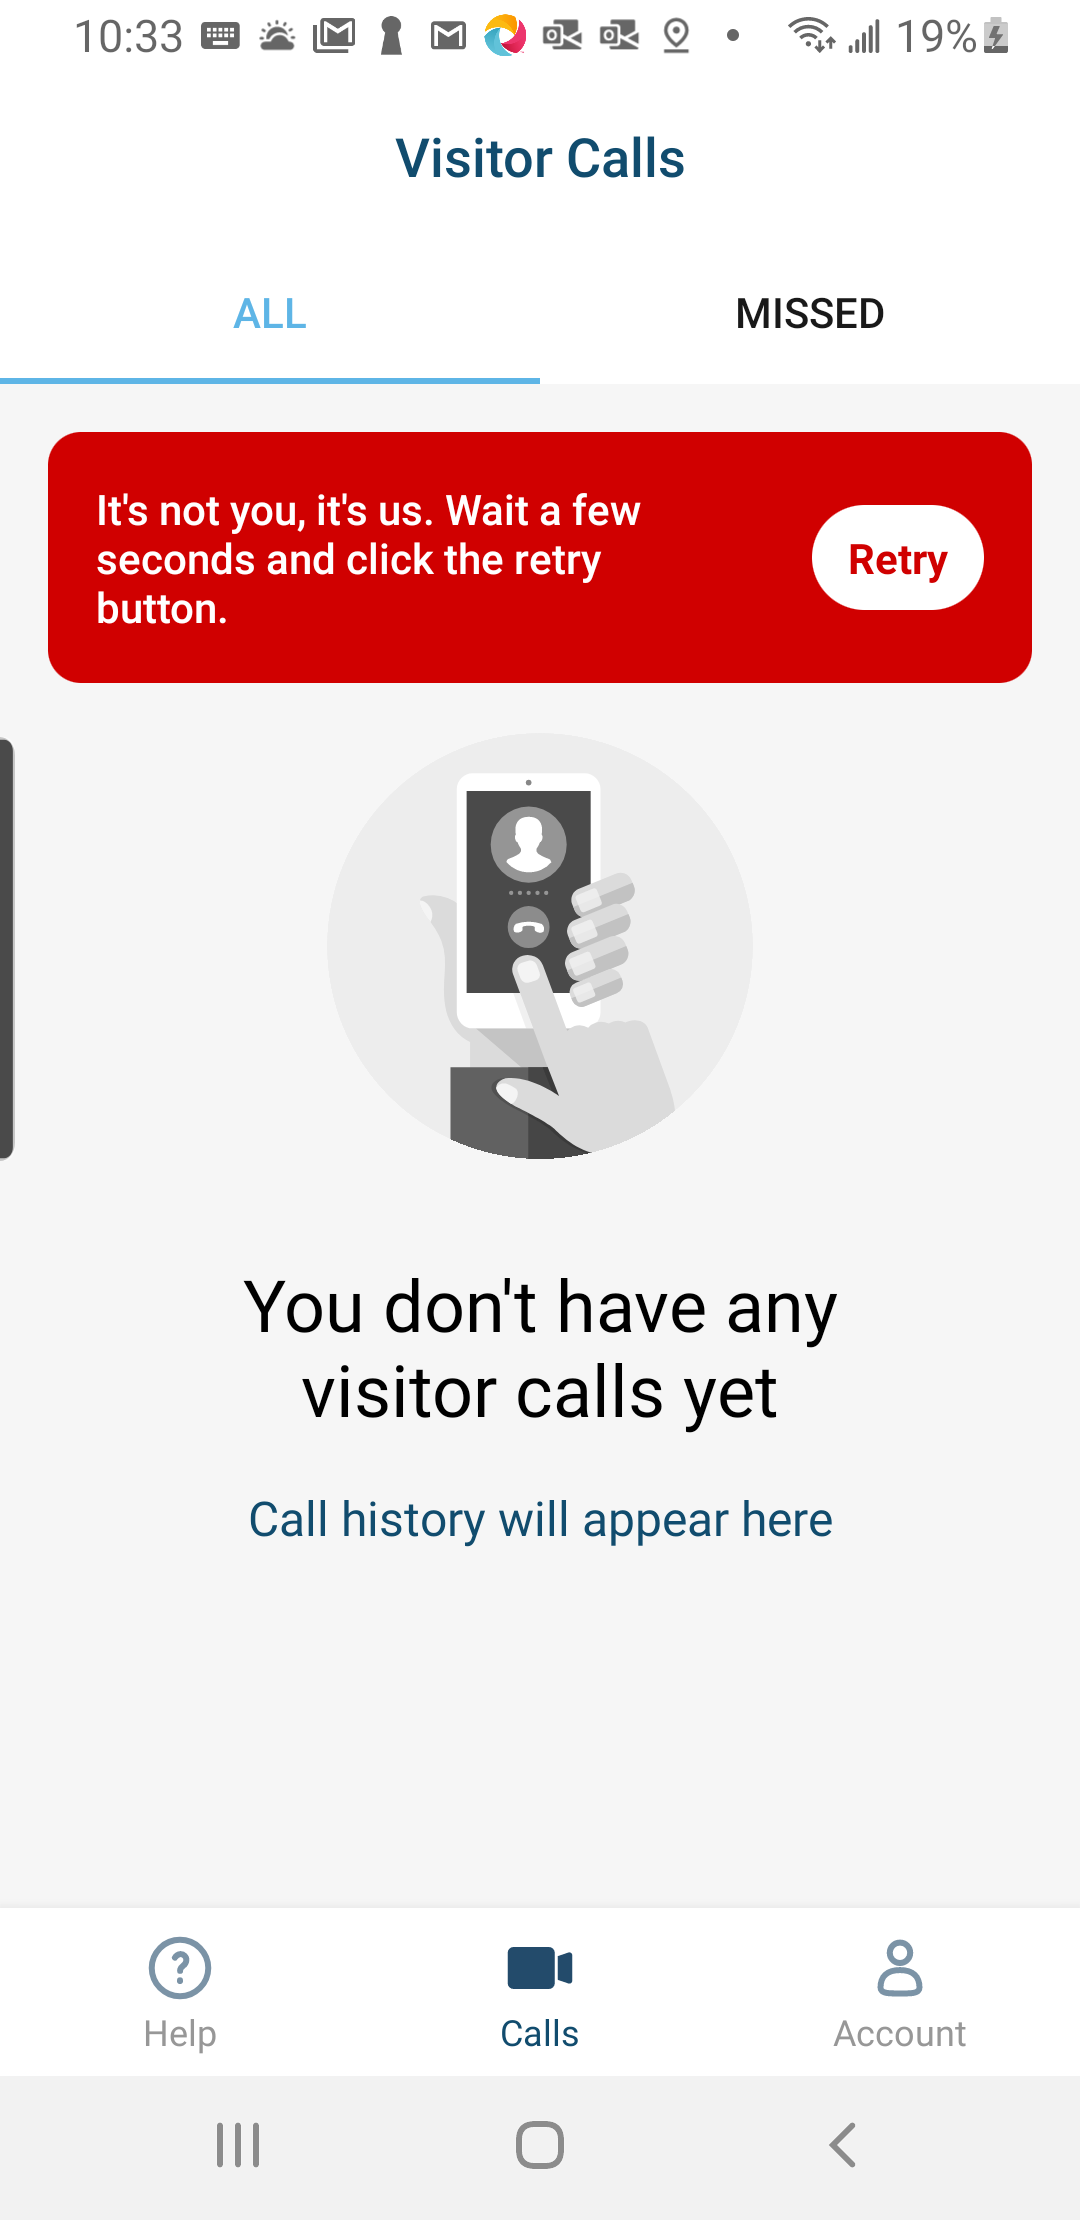 10:33
19%
Visitor Calls
ALL
MISSED
It's not you, it's us. Wait a few
seconds and click the retry
button.
Retry
You don't have any
visitor calls yet
Call history will appear here
Help
Calls
Account